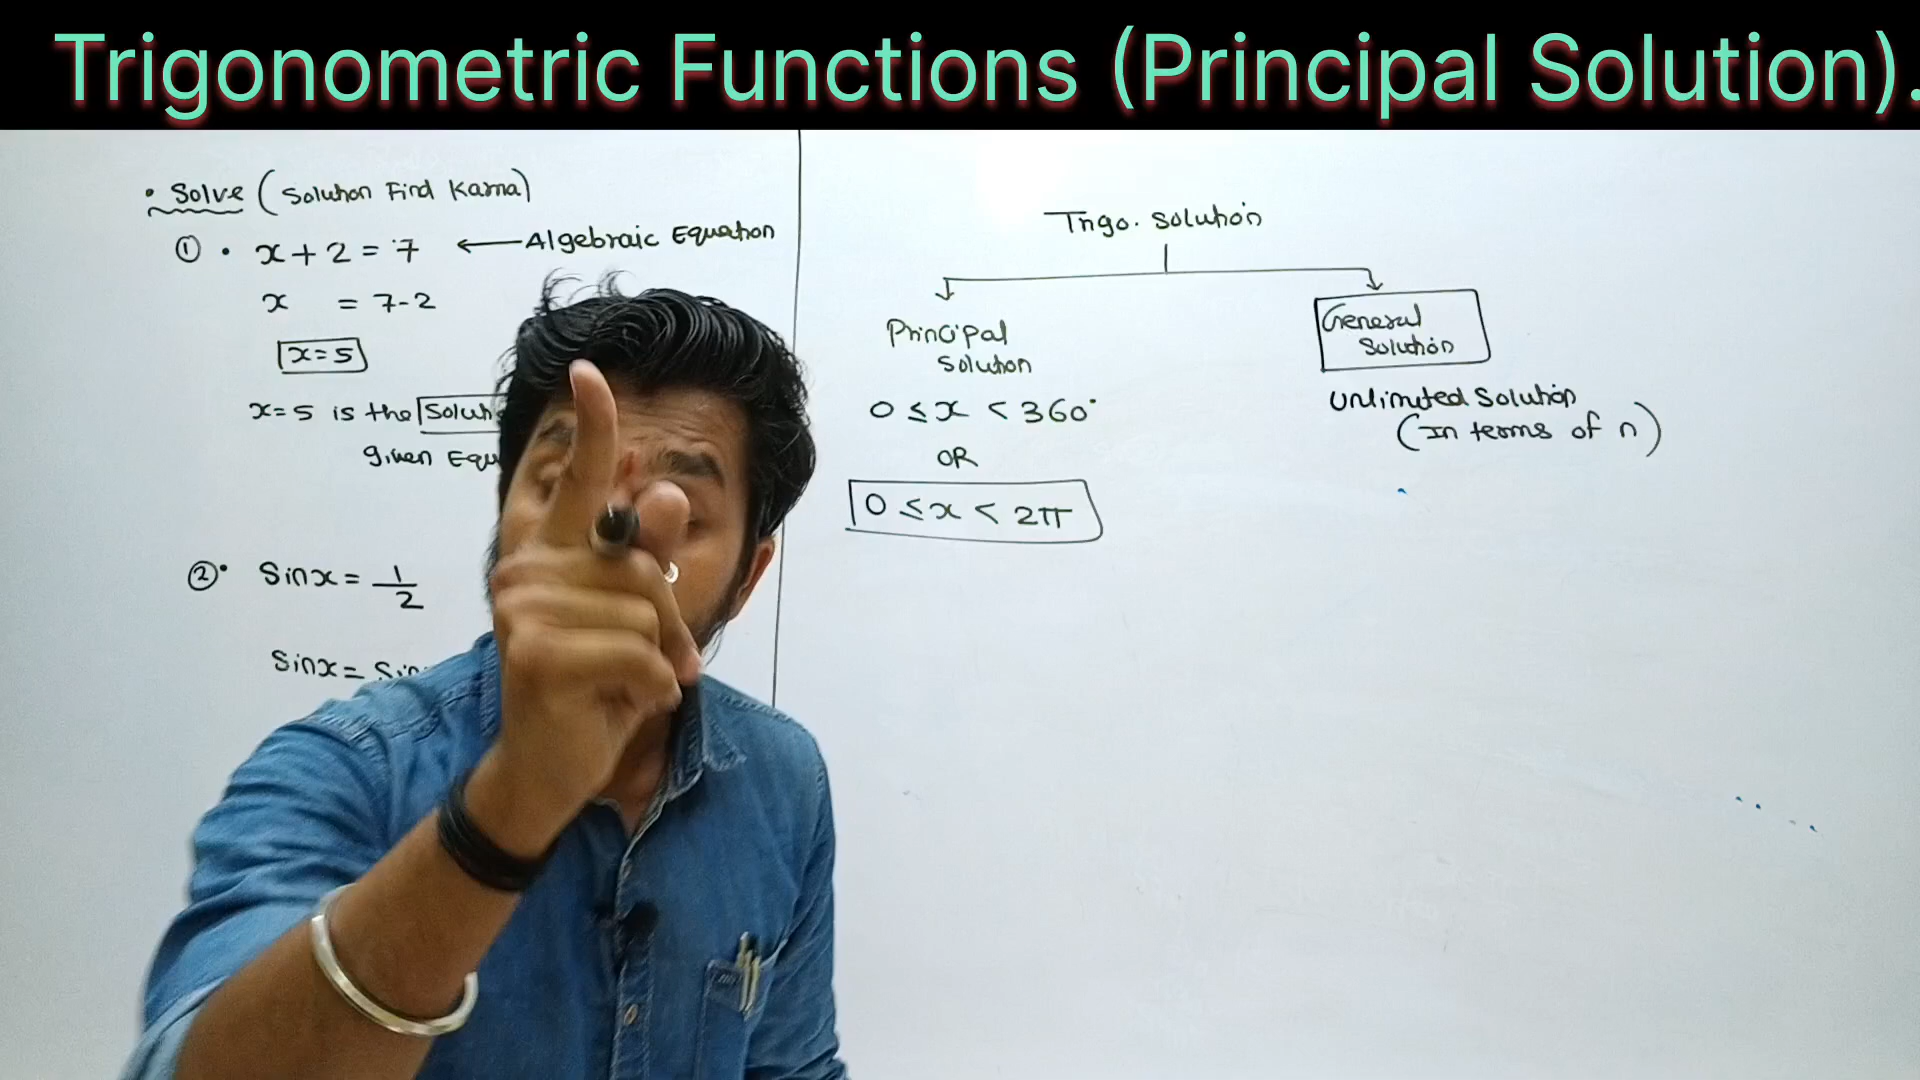 Trigonometric Functions (Principal Solution).
• Solve (Solution Find Karna)
① • x + 2 = 7 ← Algebraic Equation
x = 7-2
x = 5
x = 5 is the
given
② • Sinx = 1/2
Sinx =
Trigo. Solution
Principal
Solution
0 ≤ x < 360°
OR
0 ≤ x < 2π
General
Solution
Unlimited Solution
(In terms of n)